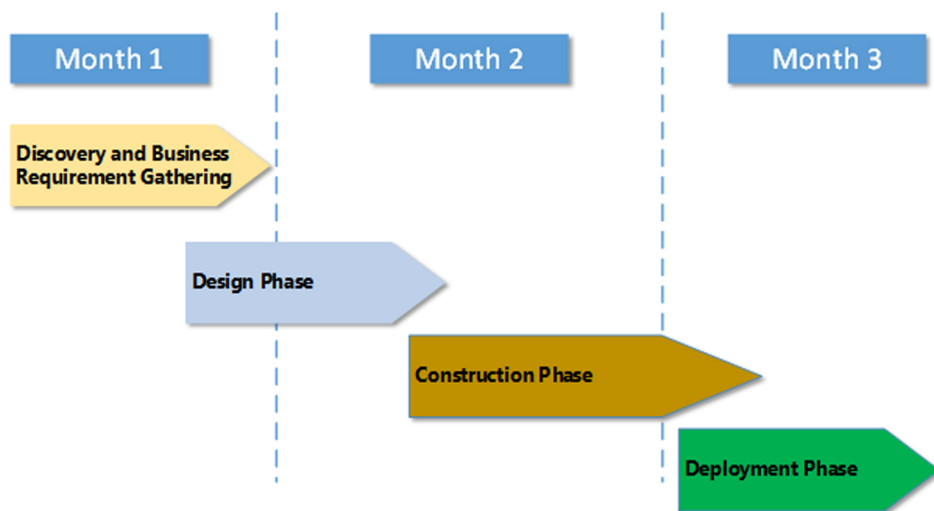 Month 1
Month 2
Month 3
Discovery and Business
Requirement Gathering
Design Phase
Construction Phase
Deployment Phase